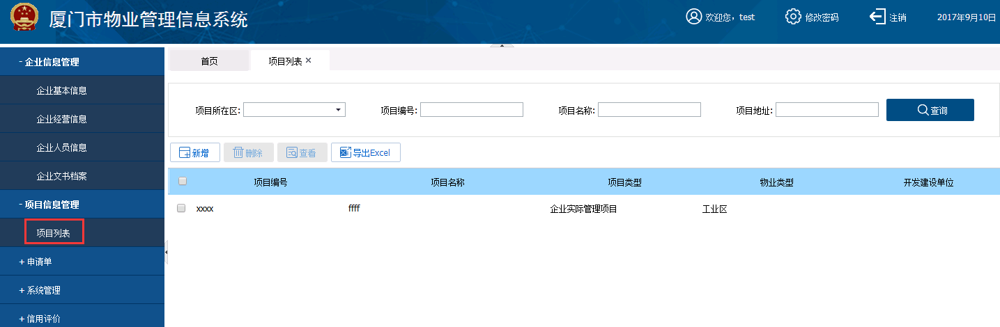 厦门市物业管理信息系统
欢迎您，test
修改密码
注销
2017年9月10日
- 企业信息管理
企业基本信息
企业经营信息
企业人员信息
企业文书档案
- 项目信息管理
项目列表
+ 申请单
+ 系统管理
+ 信用评价
首页
项目列表 ×
项目所在区:
项目编号:
项目名称:
项目地址:
查询
新增
删除
查看
导出Excel
项目编号 项目名称 项目类型 物业类型 开发建设单位
xxxx ffff 企业实际管理项目 工业区